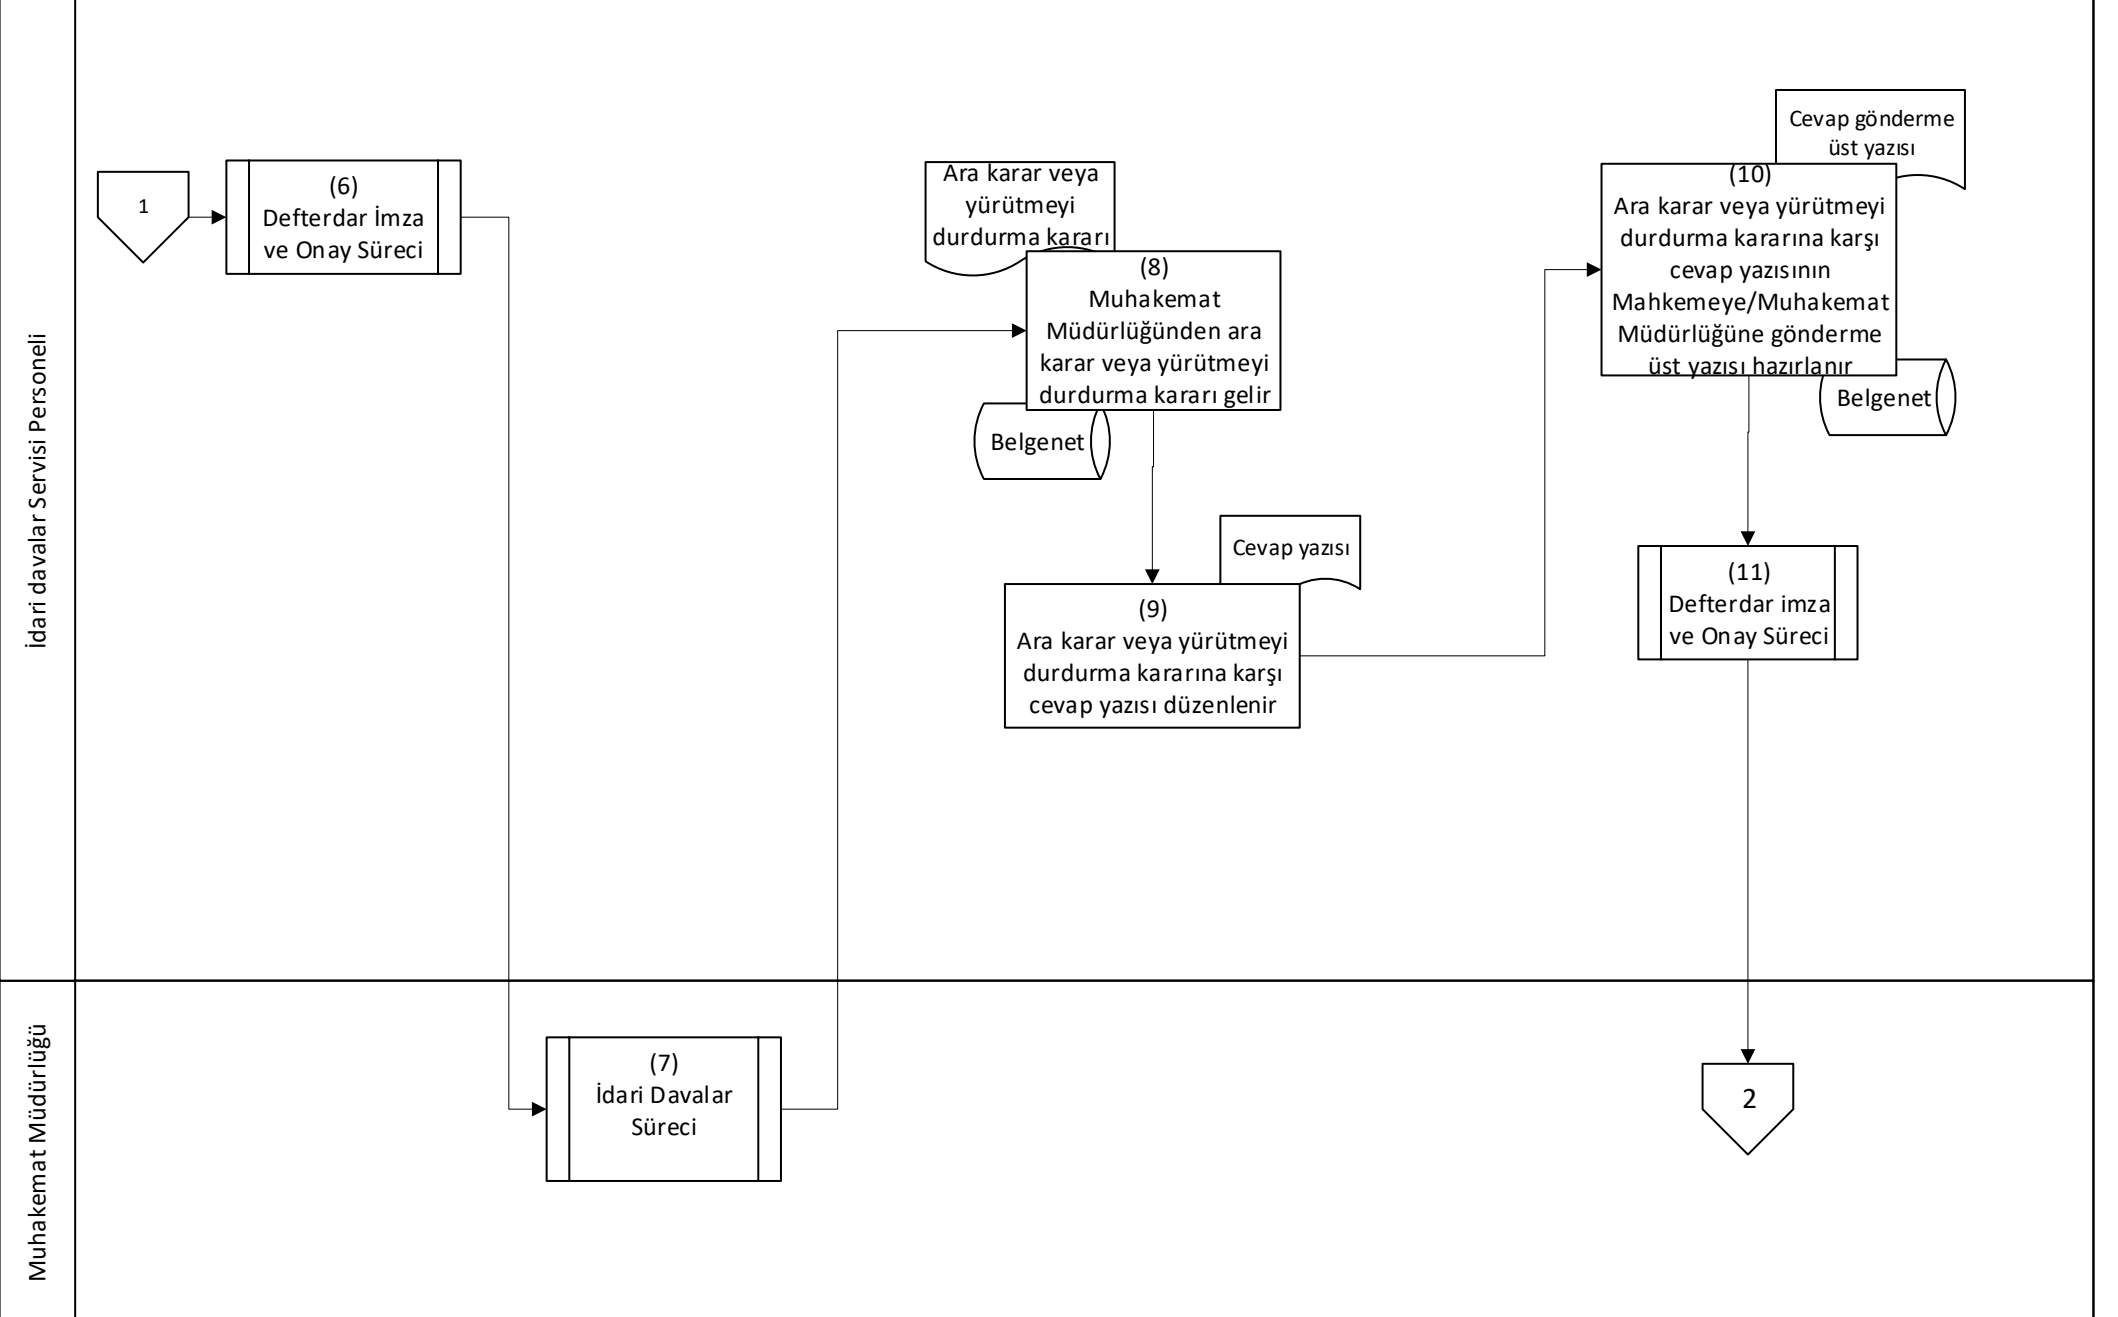 İdari davalar Servisi Personeli
1
(6)
Defterdar İmza
ve Onay Süreci
Ara karar veya
yürütmeyi
durdurma kararı
(8)
Muhakemat
Müdürlüğünden ara
karar veya yürütmeyi
durdurma kararı gelir
Belgenet
Cevap yazısı
(9)
Ara karar veya yürütmeyi
durdurma kararına karşı
cevap yazısı düzenlenir
Cevap gönderme
üst yazısı
(10)
Ara karar veya yürütmeyi
durdurma kararına karşı
cevap yazısının
Mahkemeye/Muhakemat
Müdürlüğüne gönderme
üst yazısı hazırlanır
Belgenet
(11)
Defterdar imza
ve Onay Süreci
Muhakemat Müdürlüğü
(7)
İdari Davalar
Süreci
2